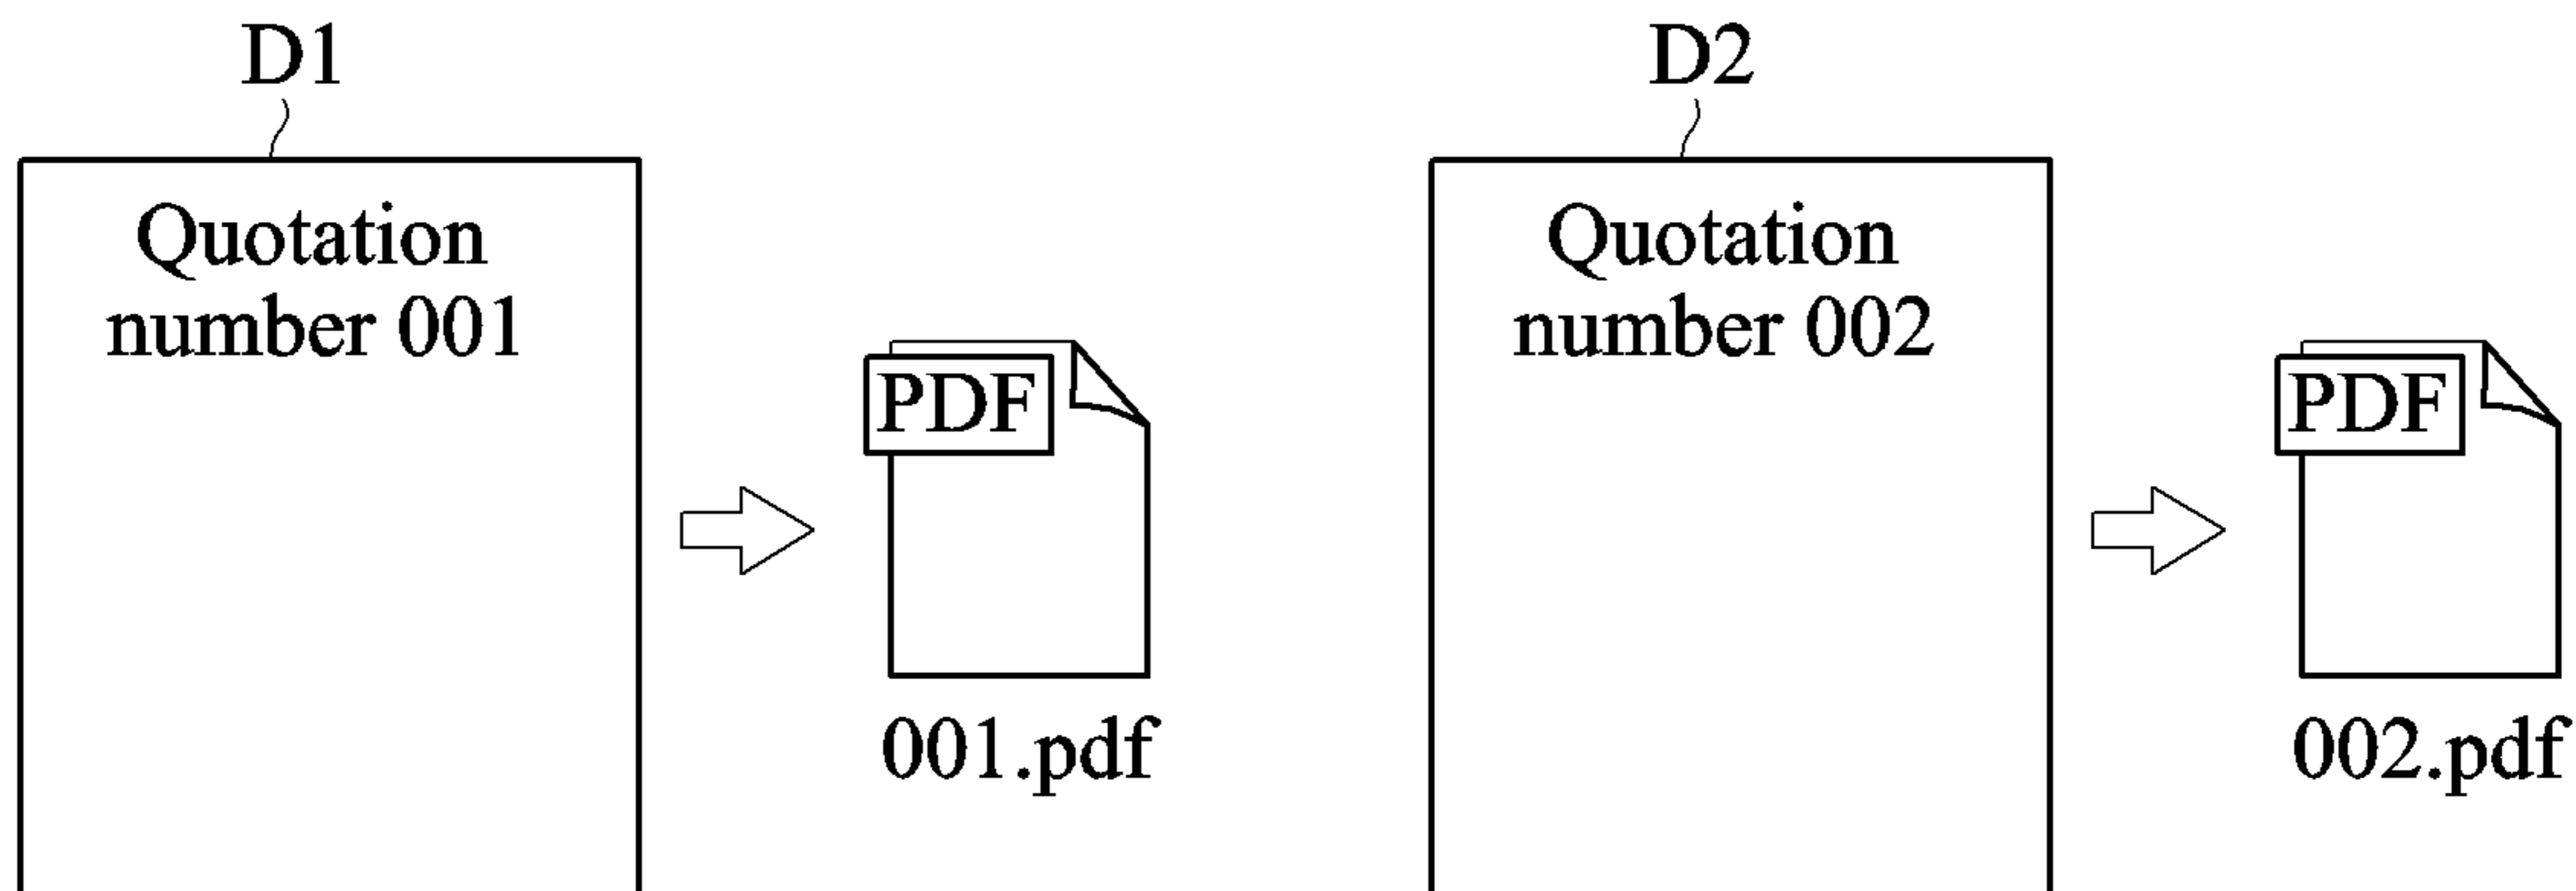 D1
Quotation
number 001
PDF
001.pdf
D2
Quotation
number 002
PDF
002.pdf